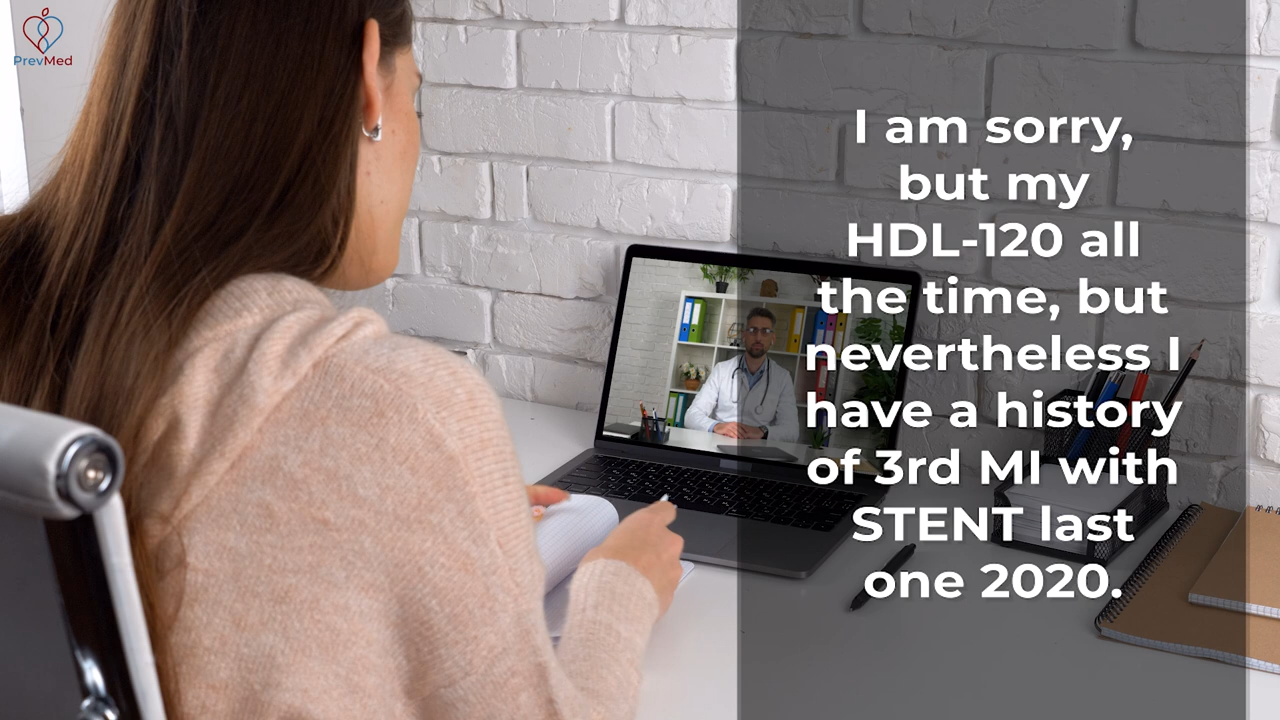 PrevMed
I am sorry,
but my
HDL-120 all
the time, but
nevertheless I
have a history
of 3rd MI with
STENT last
one 2020.